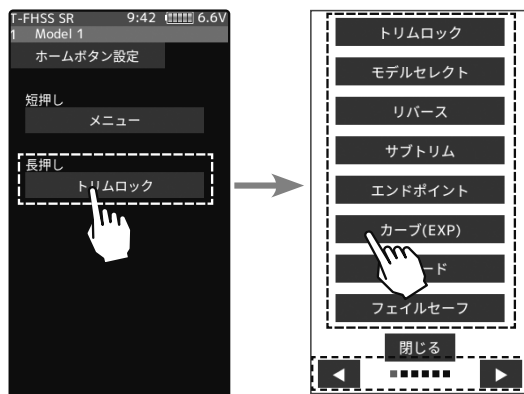 T-FHSS SR 9:42 6.6V
1 Model 1
ホームボタン設定
短押し
メニュー
長押し
トリムロック
トリムロック
モデルセレクト
リバース
サブトリム
エンドポイント
カーブ(EXP)
ード
フェイルセーフ
閉じる